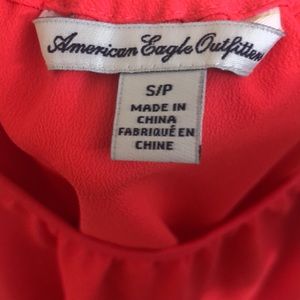 American Eagle Outfitters
S/P
MADE IN
CHINA
FABRIQUÉ EN
CHINE